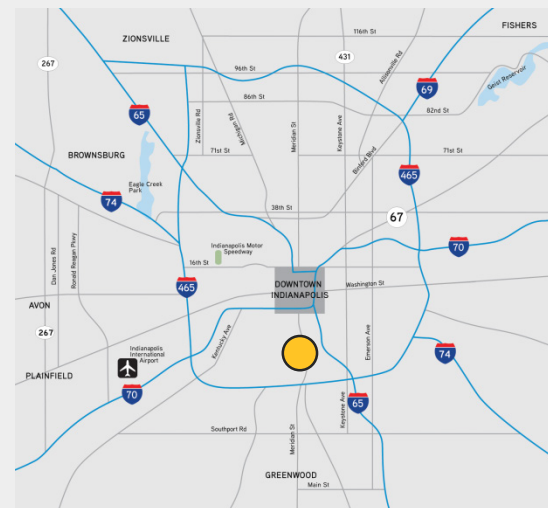 116th St
FISHERS
ZIONSVILLE
267
431
Allisonville Rd
96th St
Geist Reservoir
69
86th St
65
Zionsville Rd
Michigan Rd
Meridian St
Keystone Ave
82nd St
71st St
Binford Blvd
71st St
BROWNSBURG
465
Eagle Creek
Park
74
38th St
67
70
Indianapolis Motor
Speedway
Dan Jones Rd
Ronald Reagan Pkwy
16th St
465
DOWNTOWN
INDIANAPOLIS
Washington St
AVON
267
Kentucky Ave
Emerson Ave
Indianapolis
International
Airport
74
PLAINFIELD
70
Keystone Ave
65
Southport Rd
Meridian St
GREENWOOD
Main St